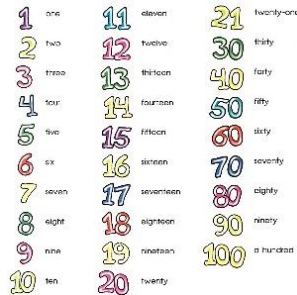 1 one
2 two
3 three
4 four
5 five
6 six
7 seven
8 eight
9 nine
10 ten
11 eleven
12 twelve
13 thirteen
14 fourteen
15 fifteen
16 sixteen
17 seventeen
18 eighteen
19 nineteen
20 twenty
21 twenty-one
30 thirty
40 forty
50 fifty
60 sixty
70 seventy
80 eighty
90 ninety
100 a hundred